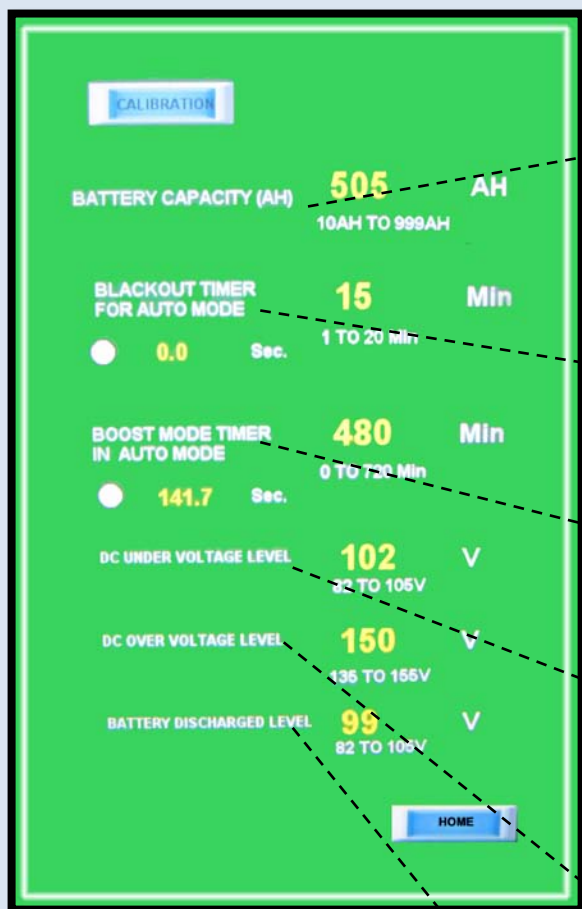 CALIBRATION
BATTERY CAPACITY (AH) 505 AH
10AH TO 999AH
BLACKOUT TIMER
FOR AUTO MODE 15 Min
1 TO 20 Min
0.0 Sec.
BOOST MODE TIMER
IN AUTO MODE 480 Min
0 TO 720 Min
141.7 Sec.
DC UNDER VOLTAGE LEVEL 102 V
82 TO 105V
DC OVER VOLTAGE LEVEL 150 V
135 TO 155V
BATTERY DISCHARGED LEVEL 99 V
82 TO 105V
HOME